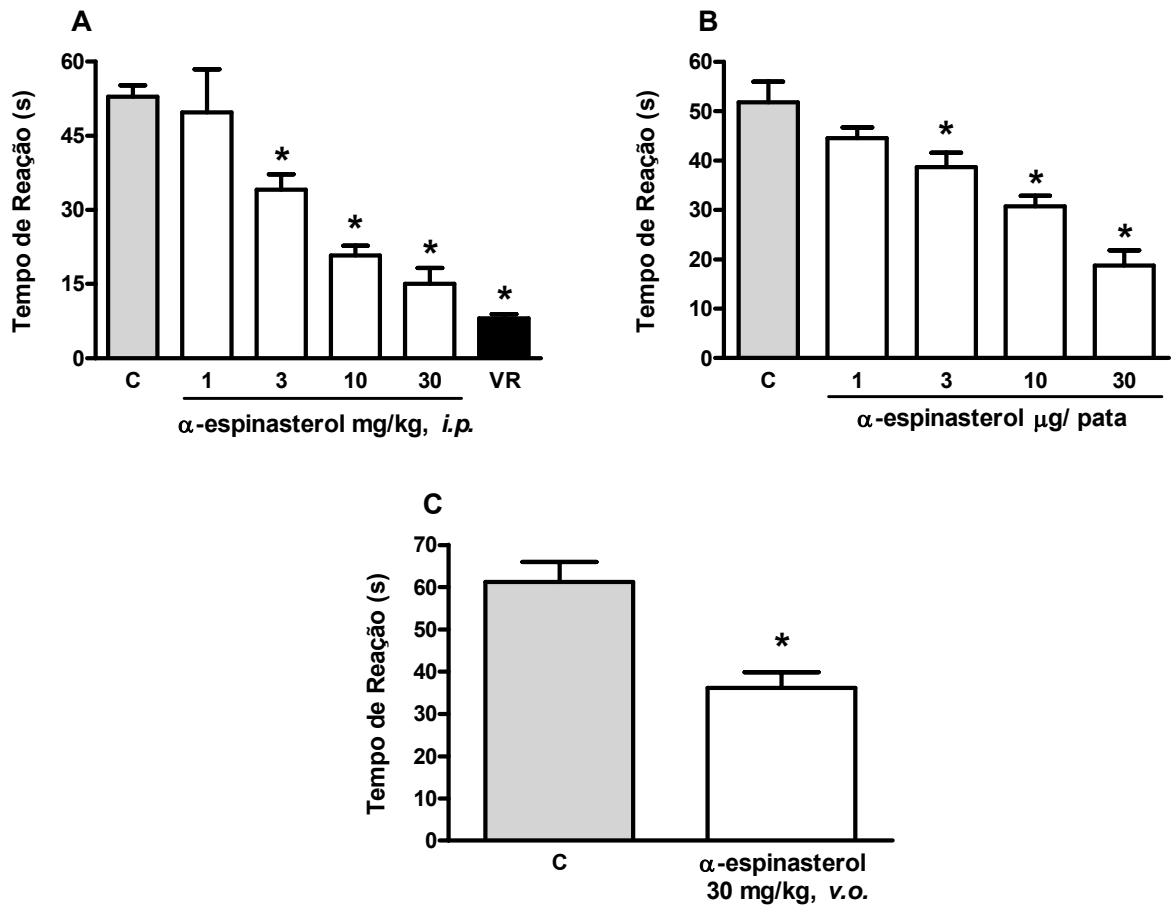 A
Tempo de Reação (s)
60
45
30
15
0
*
*
*
*
C 1 3 10 30 VR
α-espinasterol mg/kg, i.p.
B
Tempo de Reação (s)
60
50
40
30
20
10
0
*
*
*
C 1 3 10 30
α-espinasterol μg/ pata
C
Tempo de Reação (s)
70
60
50
40
30
20
10
0
*
C α-espinasterol
30 mg/kg, v.o.